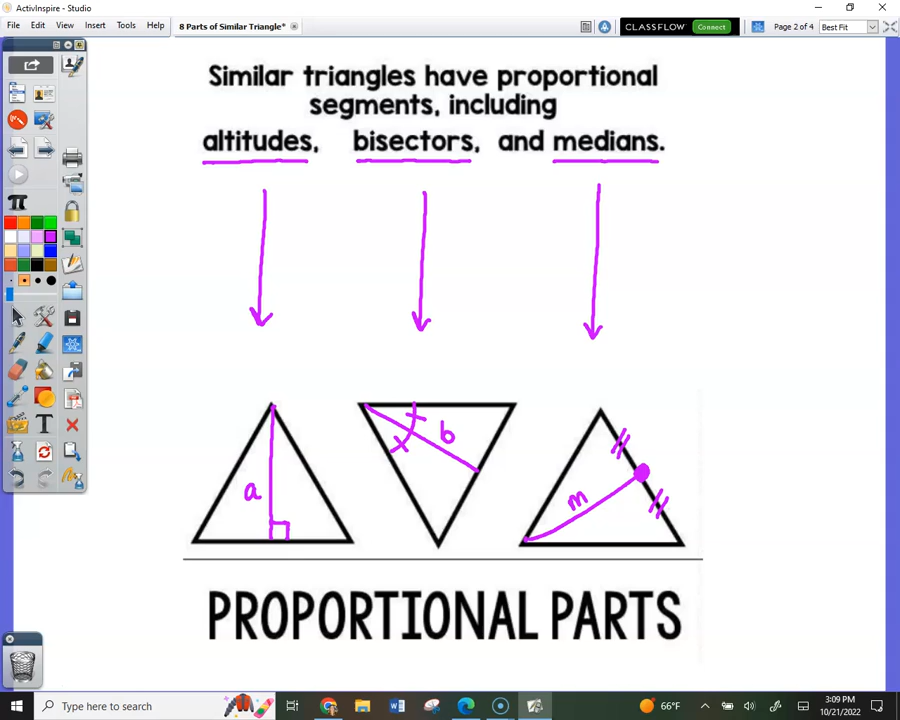 ActivInspire - Studio
File Edit View Insert Tools Help
8 Parts of Similar Triangle*
CLASSFLOW Connect
Page 2 of 4
Best Fit
Similar triangles have proportional
segments, including
altitudes, bisectors, and medians.
a
b
m
PROPORTIONAL PARTS
Type here to search
66°F
3:09 PM
10/21/2022